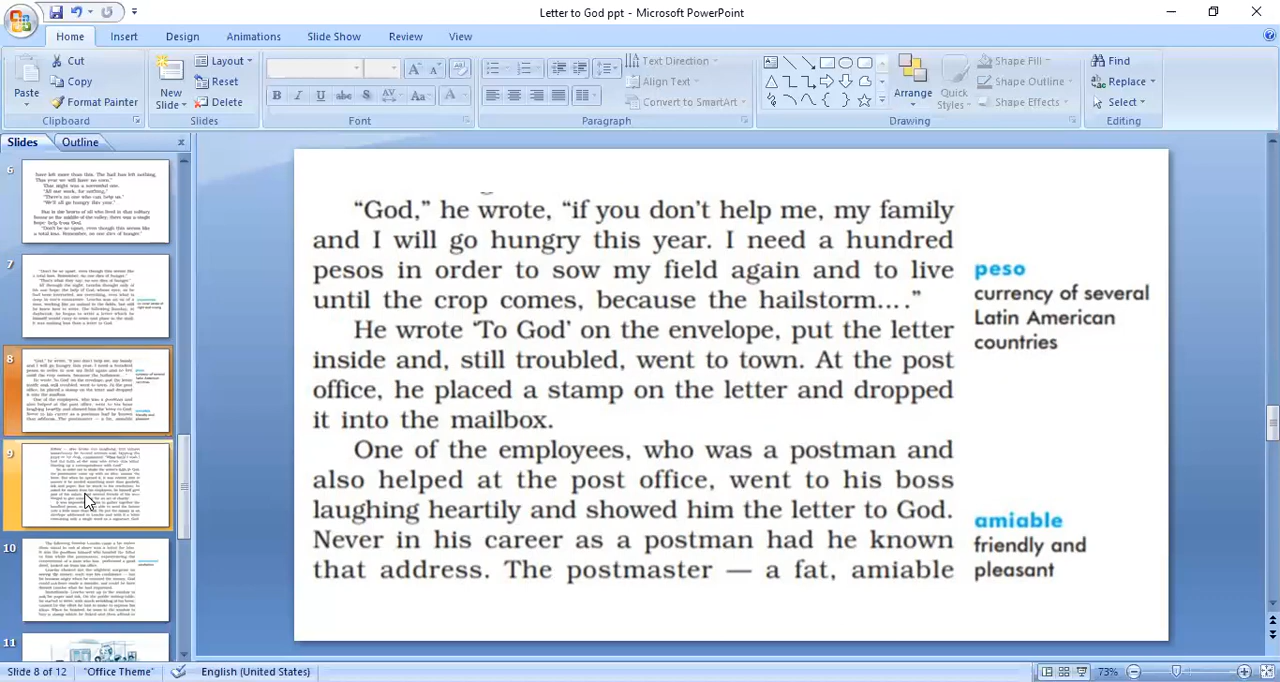 Letter to God ppt - Microsoft PowerPoint
Home Insert Design Animations Slide Show Review View
Paste
Cut
Copy
Format Painter
Clipboard
New
Slide
Layout
Reset
Delete
Slides
B I U abc S AV Aa A
Font
Text Direction
Align Text
Convert to SmartArt
Paragraph
Arrange
Quick
Styles
Shape Fill
Shape Outline
Shape Effects
Drawing
Find
Replace
Select
Editing
Slides Outline
6
7
8
9
10
11
“God,” he wrote, “if you don’t help me, my family
and I will go hungry this year. I need a hundred
pesos in order to sow my field again and to live
until the crop comes, because the hailstorm....”
He wrote ‘To God’ on the envelope, put the letter
inside and, still troubled, went to town. At the post
office, he placed a stamp on the letter and dropped
it into the mailbox.
One of the employees, who was a postman and
also helped at the post office, went to his boss
laughing heartily and showed him the letter to God.
Never in his career as a postman had he known
that address. The postmaster — a fat, amiable
peso
currency of several
Latin American
countries
amiable
friendly and
pleasant
Slide 8 of 12 "Office Theme" English (United States) 73%